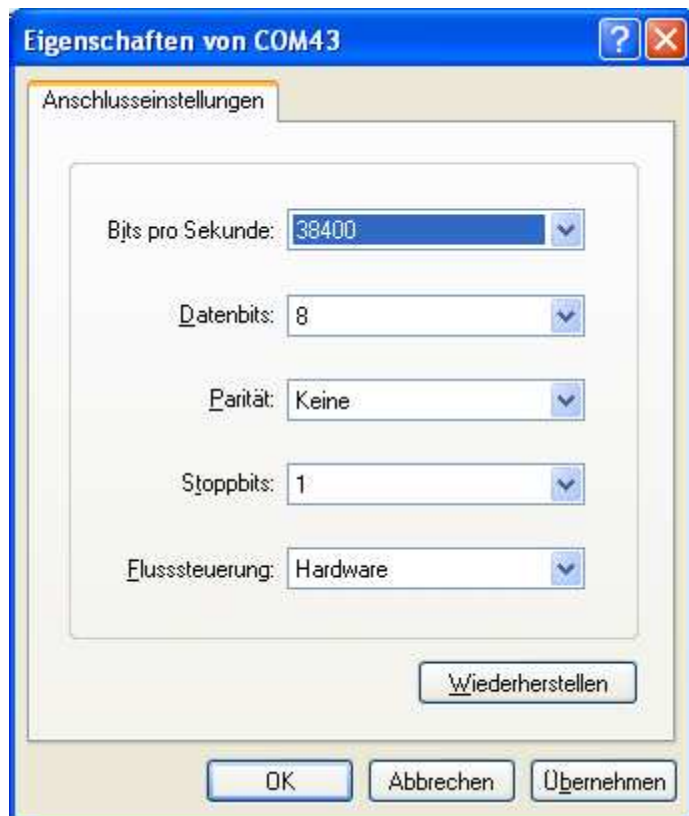 Eigenschaften von COM43
Anschlusseinstellungen
Bits pro Sekunde: 38400
Datenbits: 8
Parität: Keine
Stoppbits: 1
Flusssteuerung: Hardware
Wiederherstellen
OK Abbrechen Übernehmen